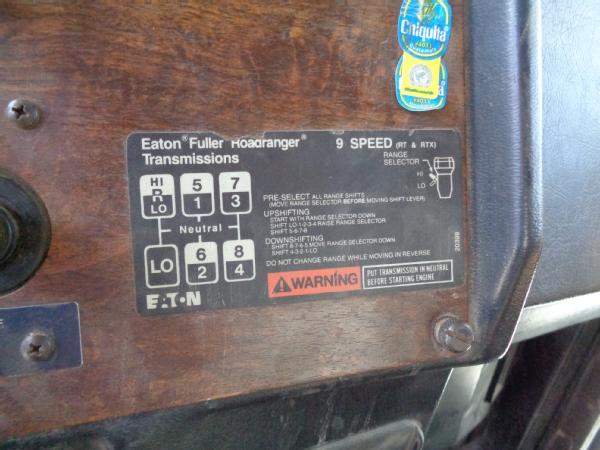 Chiquita
Eaton® Fuller Roadranger®
Transmissions
9 SPEED (RT & RTX)
RANGE
SELECTOR
HI
LO
HI 5 7
R
LO 1 3
Neutral
LO 6 8
2 4
PRE-SELECT ALL RANGE SHIFTS
(MOVE RANGE SELECTOR BEFORE MOVING SHIFT LEVER)
UPSHIFTING
START WITH RANGE SELECTOR DOWN
SHIFT LO-1-2-3-4 RAISE RANGE SELECTOR
SHIFT 5-6-7-8
DOWNSHIFTING
SHIFT 8-7-6-5 MOVE RANGE SELECTOR DOWN
SHIFT 4-3-2-1-LO
DO NOT CHANGE RANGE WHILE MOVING IN REVERSE
20399
WARNING
PUT TRANSMISSION IN NEUTRAL
BEFORE STARTING ENGINE
EATON